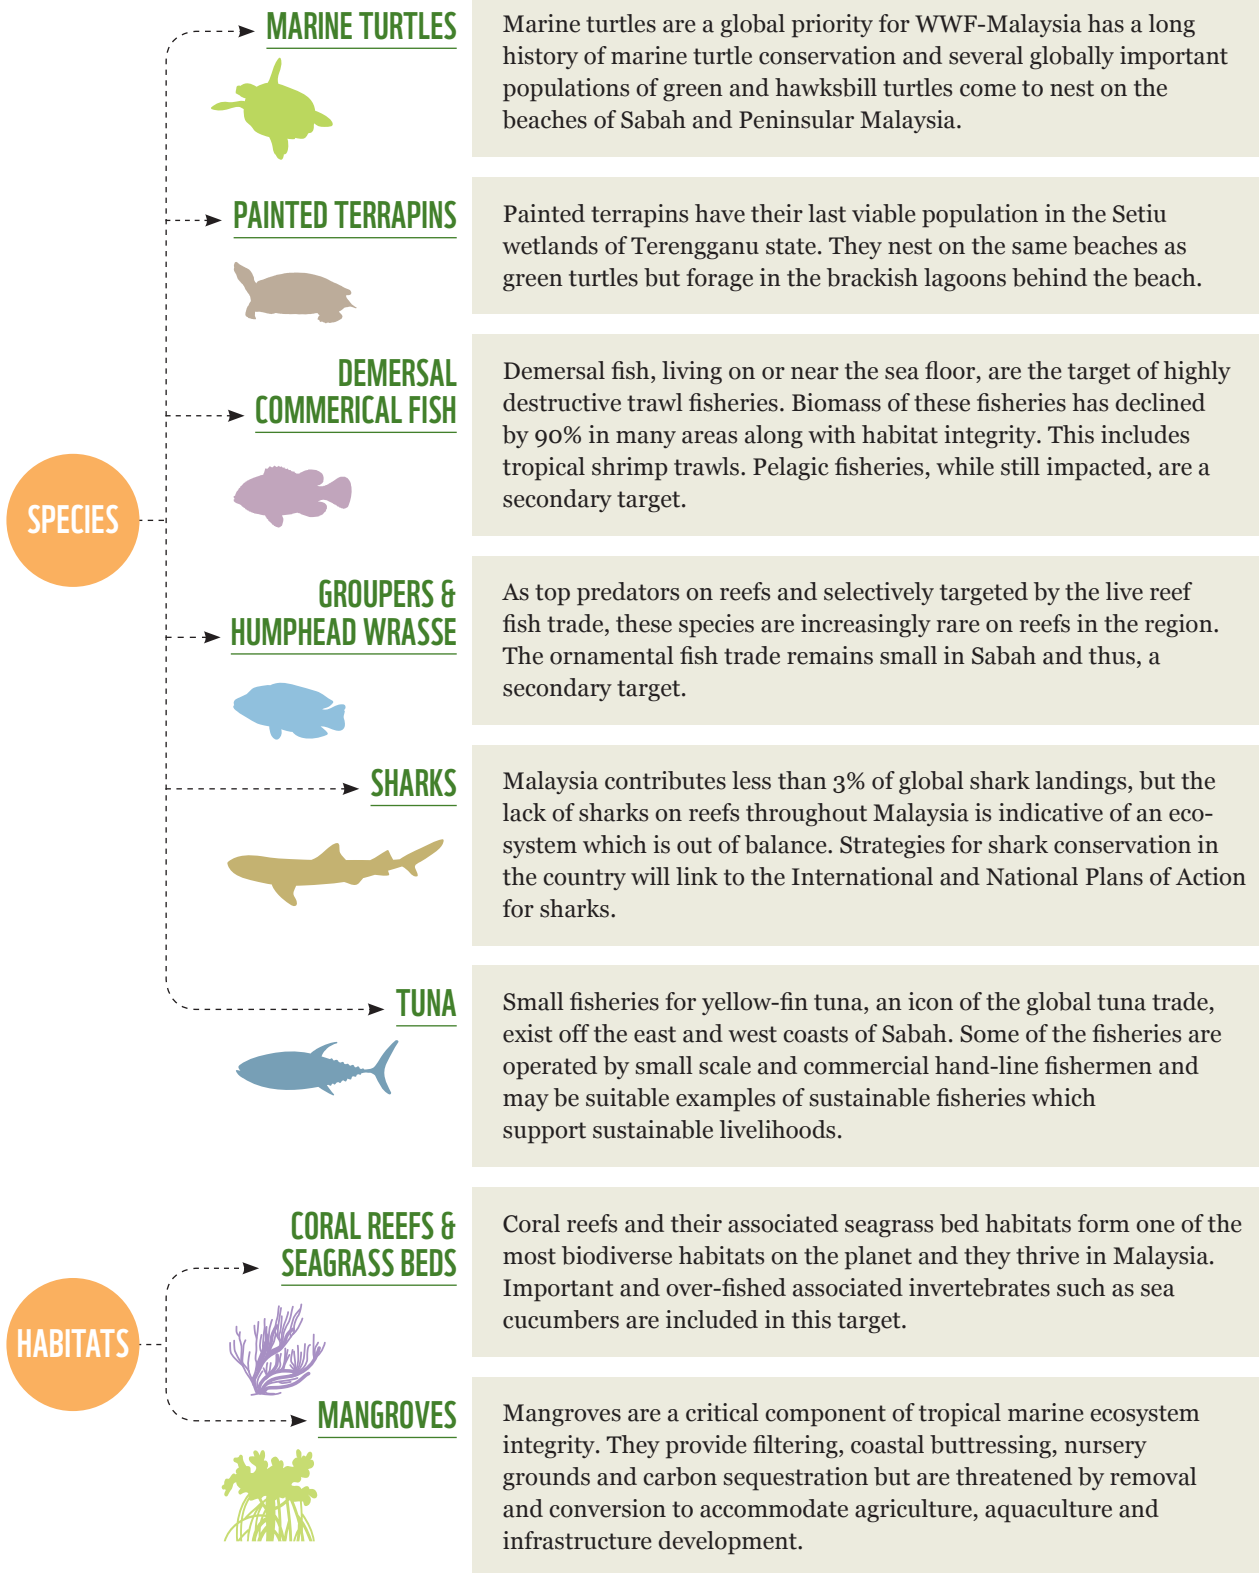 MARINE TURTLES
Marine turtles are a global priority for WWF-Malaysia has a long
history of marine turtle conservation and several globally important
populations of green and hawksbill turtles come to nest on the
beaches of Sabah and Peninsular Malaysia.
PAINTED TERRAPINS
Painted terrapins have their last viable population in the Setiu
wetlands of Terengganu state. They nest on the same beaches as
green turtles but forage in the brackish lagoons behind the beach.
DEMERSAL
COMMERICAL FISH
Demersal fish, living on or near the sea floor, are the target of highly
destructive trawl fisheries. Biomass of these fisheries has declined
by 90% in many areas along with habitat integrity. This includes
tropical shrimp trawls. Pelagic fisheries, while still impacted, are a
secondary target.
SPECIES
GROUPERS &
HUMPHEAD WRASSE
As top predators on reefs and selectively targeted by the live reef
fish trade, these species are increasingly rare on reefs in the region.
The ornamental fish trade remains small in Sabah and thus, a
secondary target.
SHARKS
Malaysia contributes less than 3% of global shark landings, but the
lack of sharks on reefs throughout Malaysia is indicative of an eco-
system which is out of balance. Strategies for shark conservation in
the country will link to the International and National Plans of Action
for sharks.
TUNA
Small fisheries for yellow-fin tuna, an icon of the global tuna trade,
exist off the east and west coasts of Sabah. Some of the fisheries are
operated by small scale and commercial hand-line fishermen and
may be suitable examples of sustainable fisheries which
support sustainable livelihoods.
CORAL REEFS &
SEAGRASS BEDS
Coral reefs and their associated seagrass bed habitats form one of the
most biodiverse habitats on the planet and they thrive in Malaysia.
Important and over-fished associated invertebrates such as sea
cucumbers are included in this target.
HABITATS
MANGROVES
Mangroves are a critical component of tropical marine ecosystem
integrity. They provide filtering, coastal buttressing, nursery
grounds and carbon sequestration but are threatened by removal
and conversion to accommodate agriculture, aquaculture and
infrastructure development.